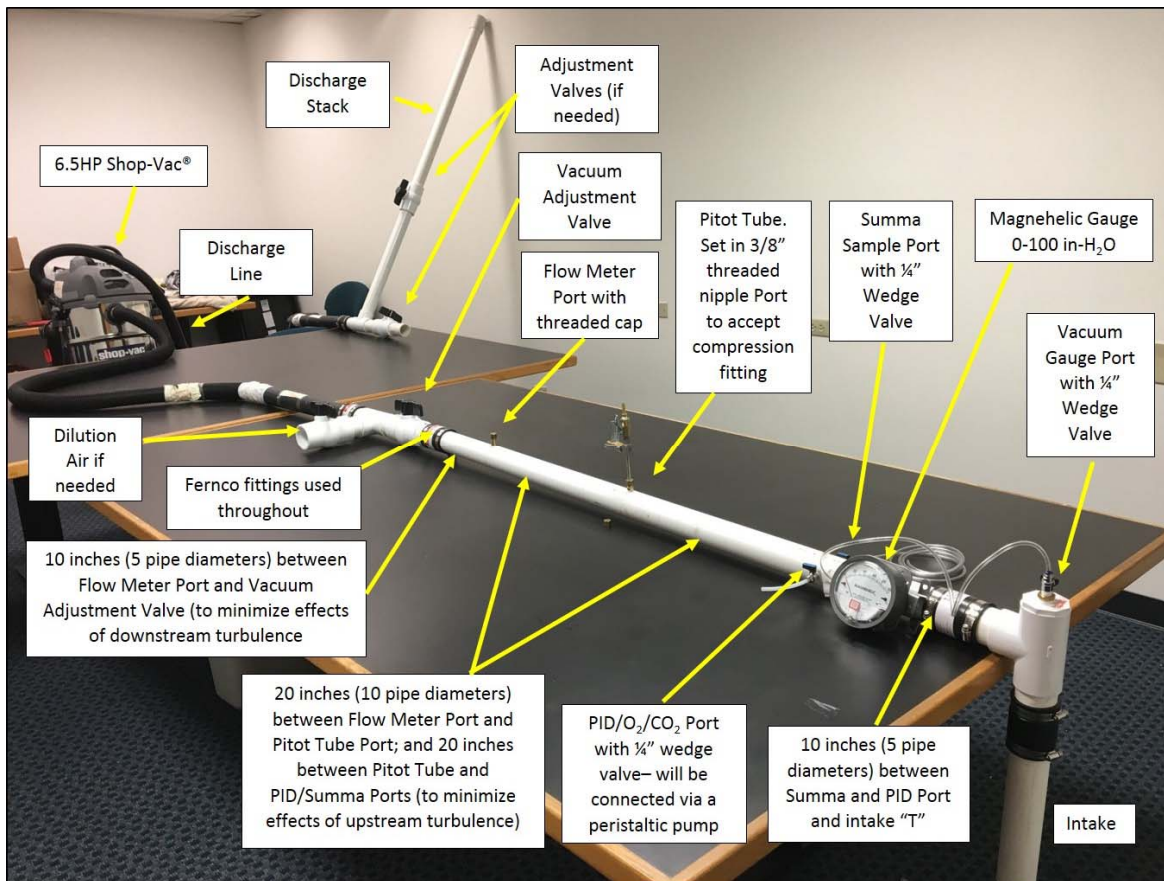 Discharge
Stack
Adjustment
Valves (if
needed)
6.5HP Shop-Vac®
Vacuum
Adjustment
Valve
Pitot Tube.
Set in 3/8”
threaded
nipple Port
to accept
compression
fitting
Summa
Sample Port
with ¼”
Wedge
Valve
Magnehelic Gauge
0-100 in-H₂O
Discharge
Line
Flow Meter
Port with
threaded cap
Vacuum
Gauge Port
with ¼”
Wedge
Valve
shop-vac
Dilution
Air if
needed
Fernco fittings used
throughout
10 inches (5 pipe diameters) between
Flow Meter Port and Vacuum
Adjustment Valve (to minimize effects
of downstream turbulence
20 inches (10 pipe diameters)
between Flow Meter Port and
Pitot Tube Port; and 20 inches
between Pitot Tube and
PID/Summa Ports (to minimize
effects of upstream turbulence)
PID/O₂/CO₂ Port
with ¼” wedge
valve– will be
connected via a
peristaltic pump
10 inches (5 pipe
diameters) between
Summa and PID Port
and intake “T”
Intake